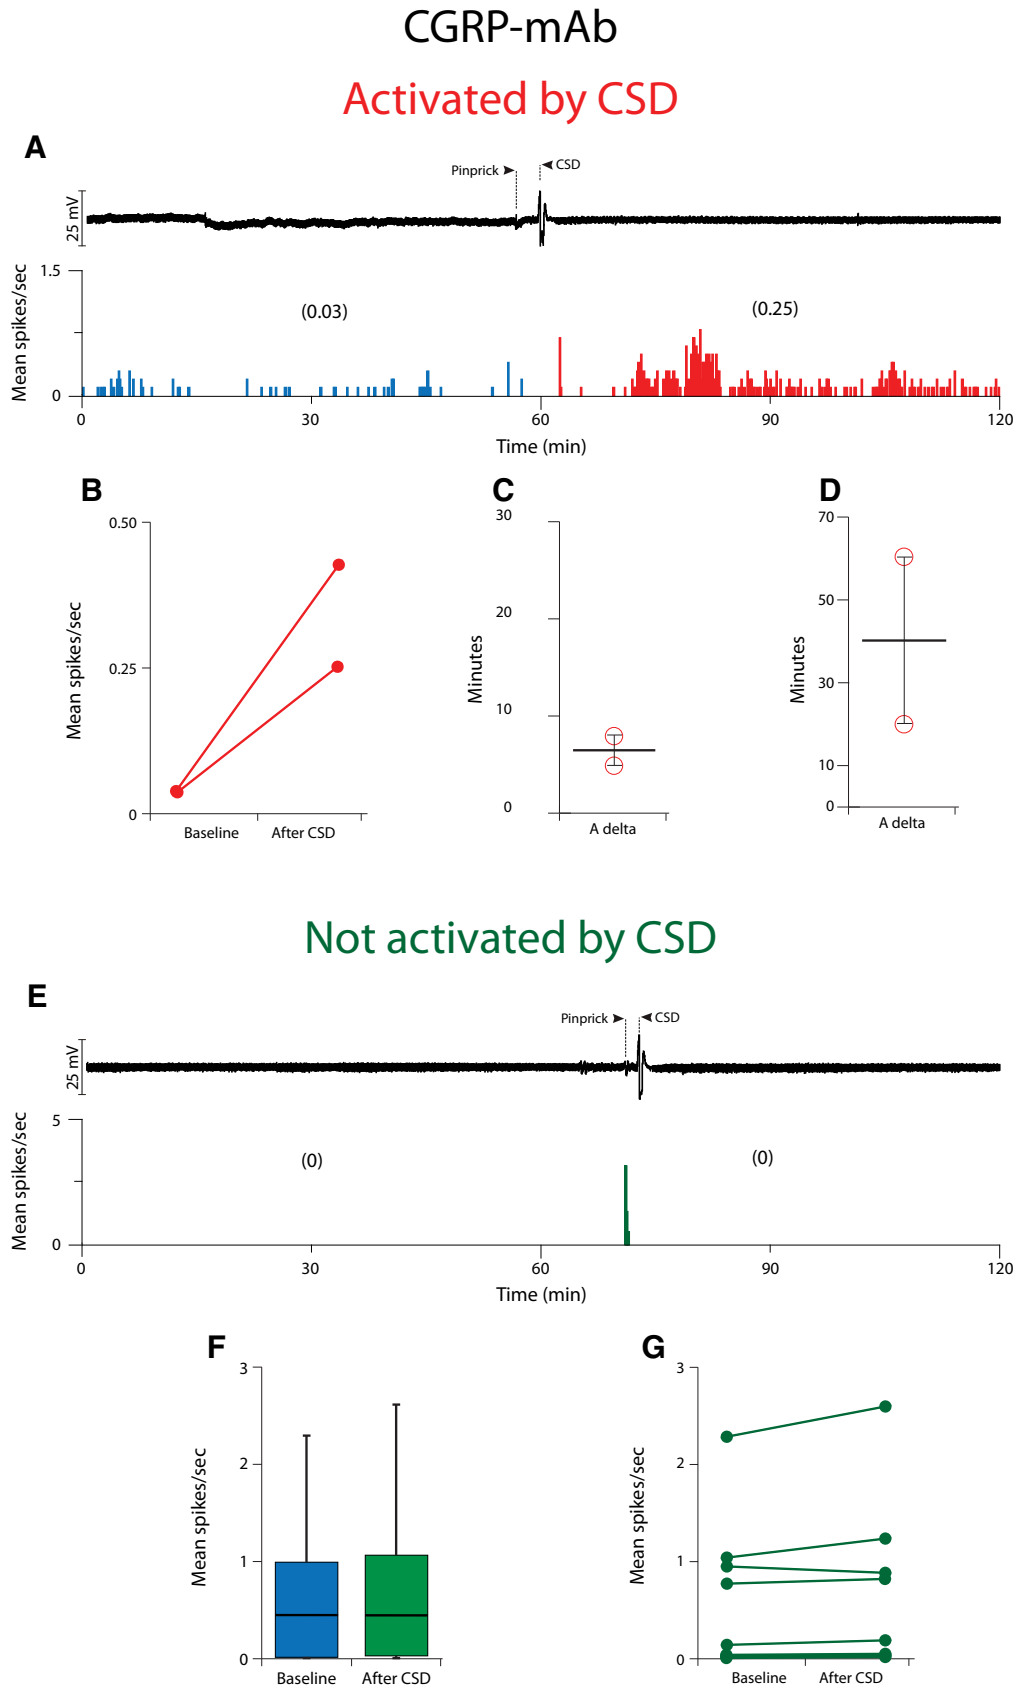 CGRP-mAb
Activated by CSD
A
Pinprick
CSD
25 mV
Mean spikes/sec
1.5
0
(0.03)
(0.25)
0
30
60
90
120
Time (min)
B
Mean spikes/sec
0.50
0.25
0
Baseline
After CSD
C
Minutes
30
20
10
0
A delta
D
Minutes
70
50
30
10
0
A delta
Not activated by CSD
E
Pinprick
CSD
25 mV
Mean spikes/sec
5
0
(0)
(0)
0
30
60
90
120
Time (min)
F
Mean spikes/sec
3
2
1
0
Baseline
After CSD
G
Mean spikes/sec
3
2
1
0
Baseline
After CSD